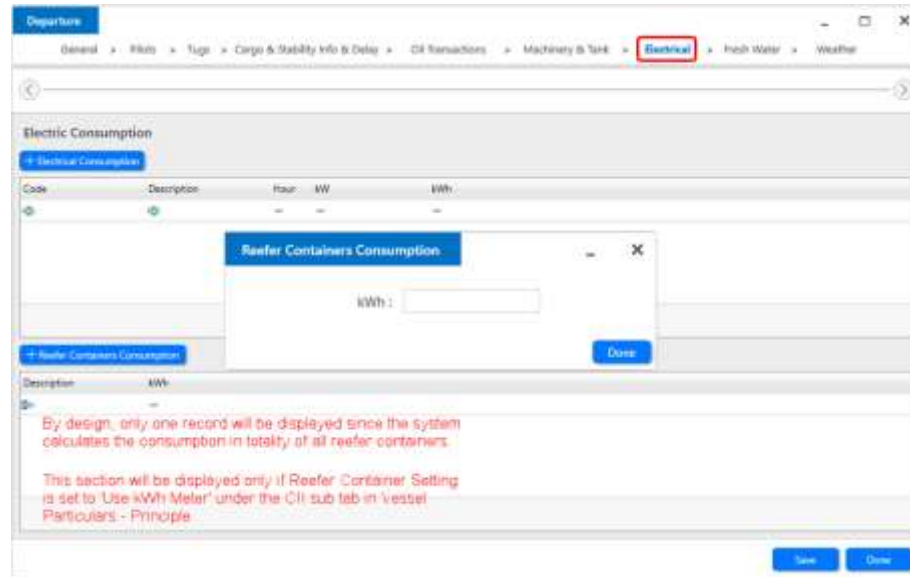 Departure
General » Pilots » Tugs » Cargo & Stability Info & Delay » Oil Transactions » Machinery & Tank » Electrical » Fresh Water » Weather
Electric Consumption
+ Electrical Consumption
Code Description Hour kW kWh
Reefer Containers Consumption
kWh :
Done
+ Reefer Containers Consumption
Description kWh
By design, only one record will be displayed since the system
calculates the consumption in totality of all reefer containers.
This section will be displayed only if Reefer Container Setting
is set to 'Use kWh Meter' under the CII sub tab in Vessel
Particulars - Principle
Save Done